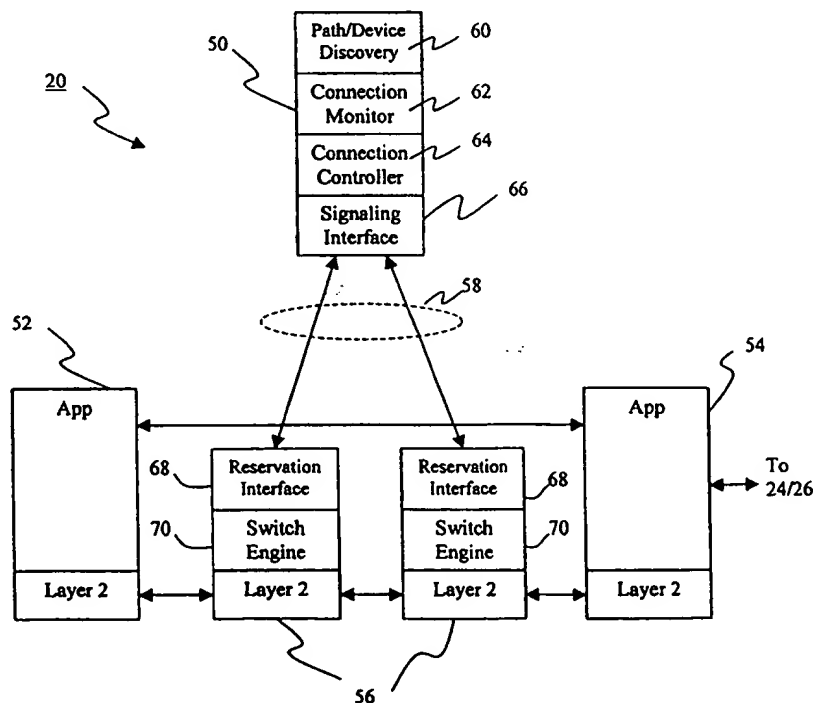 Path/Device
Discovery
60
50
20
Connection
Monitor
62
Connection
Controller
64
Signaling
Interface
66
58
52
54
App
App
68
Reservation
Interface
Reservation
Interface
68
To
24/26
70
Switch
Engine
Switch
Engine
70
Layer 2
Layer 2
Layer 2
Layer 2
56